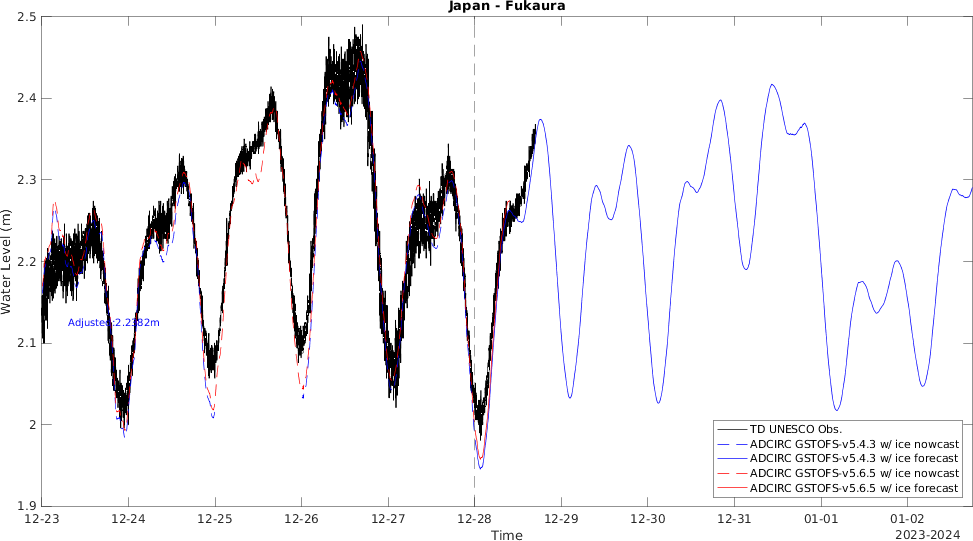 Japan - Fukaura
2.5
2.4
2.3
2.2
2.1
2
1.9
Water Level (m)
Adjusted:2.2382m
TD UNESCO Obs.
ADCIRC GSTOFS-v5.4.3 w/ ice nowcast
ADCIRC GSTOFS-v5.4.3 w/ ice forecast
ADCIRC GSTOFS-v5.6.5 w/ ice nowcast
ADCIRC GSTOFS-v5.6.5 w/ ice forecast
12-23 12-24 12-25 12-26 12-27 12-28 12-29 12-30 12-31 01-01 01-02
Time
2023-2024